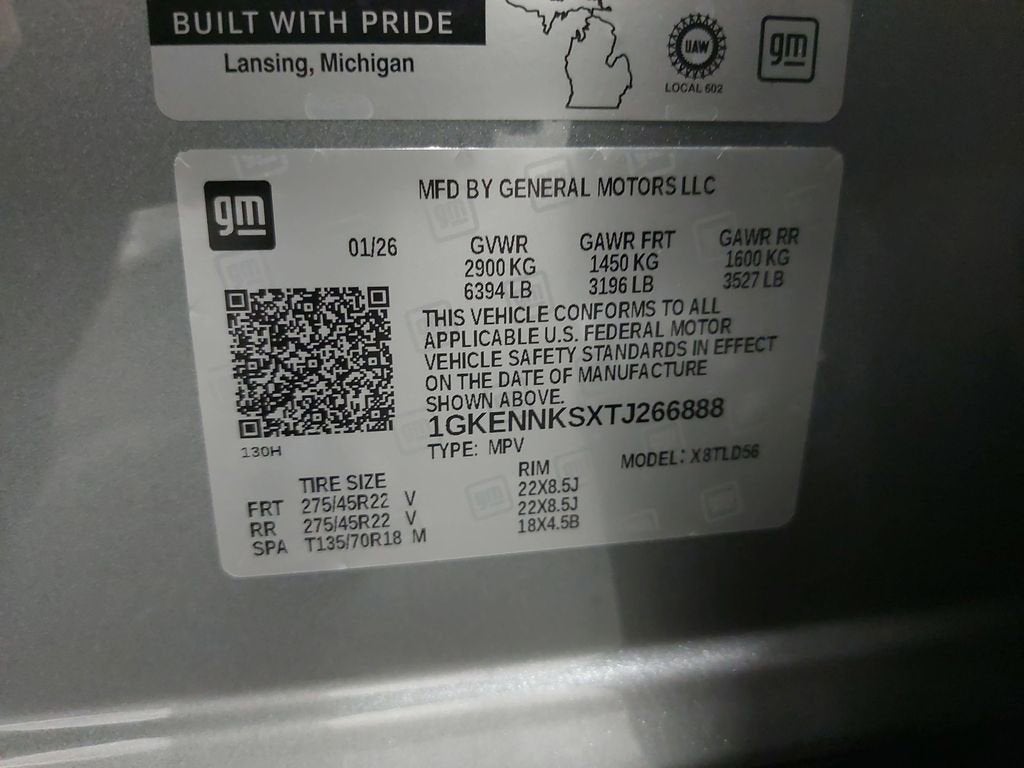 BUILT WITH PRIDE
Lansing, Michigan
UAW
LOCAL 602
gm
gm
MFD BY GENERAL MOTORS LLC
01/26
GVWR GAWR FRT GAWR RR
2900 KG 1450 KG 1600 KG
6394 LB 3196 LB 3527 LB
THIS VEHICLE CONFORMS TO ALL
APPLICABLE U.S. FEDERAL MOTOR
VEHICLE SAFETY STANDARDS IN EFFECT
ON THE DATE OF MANUFACTURE
SHOWN ABOVE.
1GKENNKSXTJ266888
130H
TYPE: MPV MODEL: X8TLD56
TIRE SIZE RIM
FRT 275/45R22 V 22X8.5J
RR 275/45R22 V 22X8.5J
SPA T135/70R18 M 18X4.5B